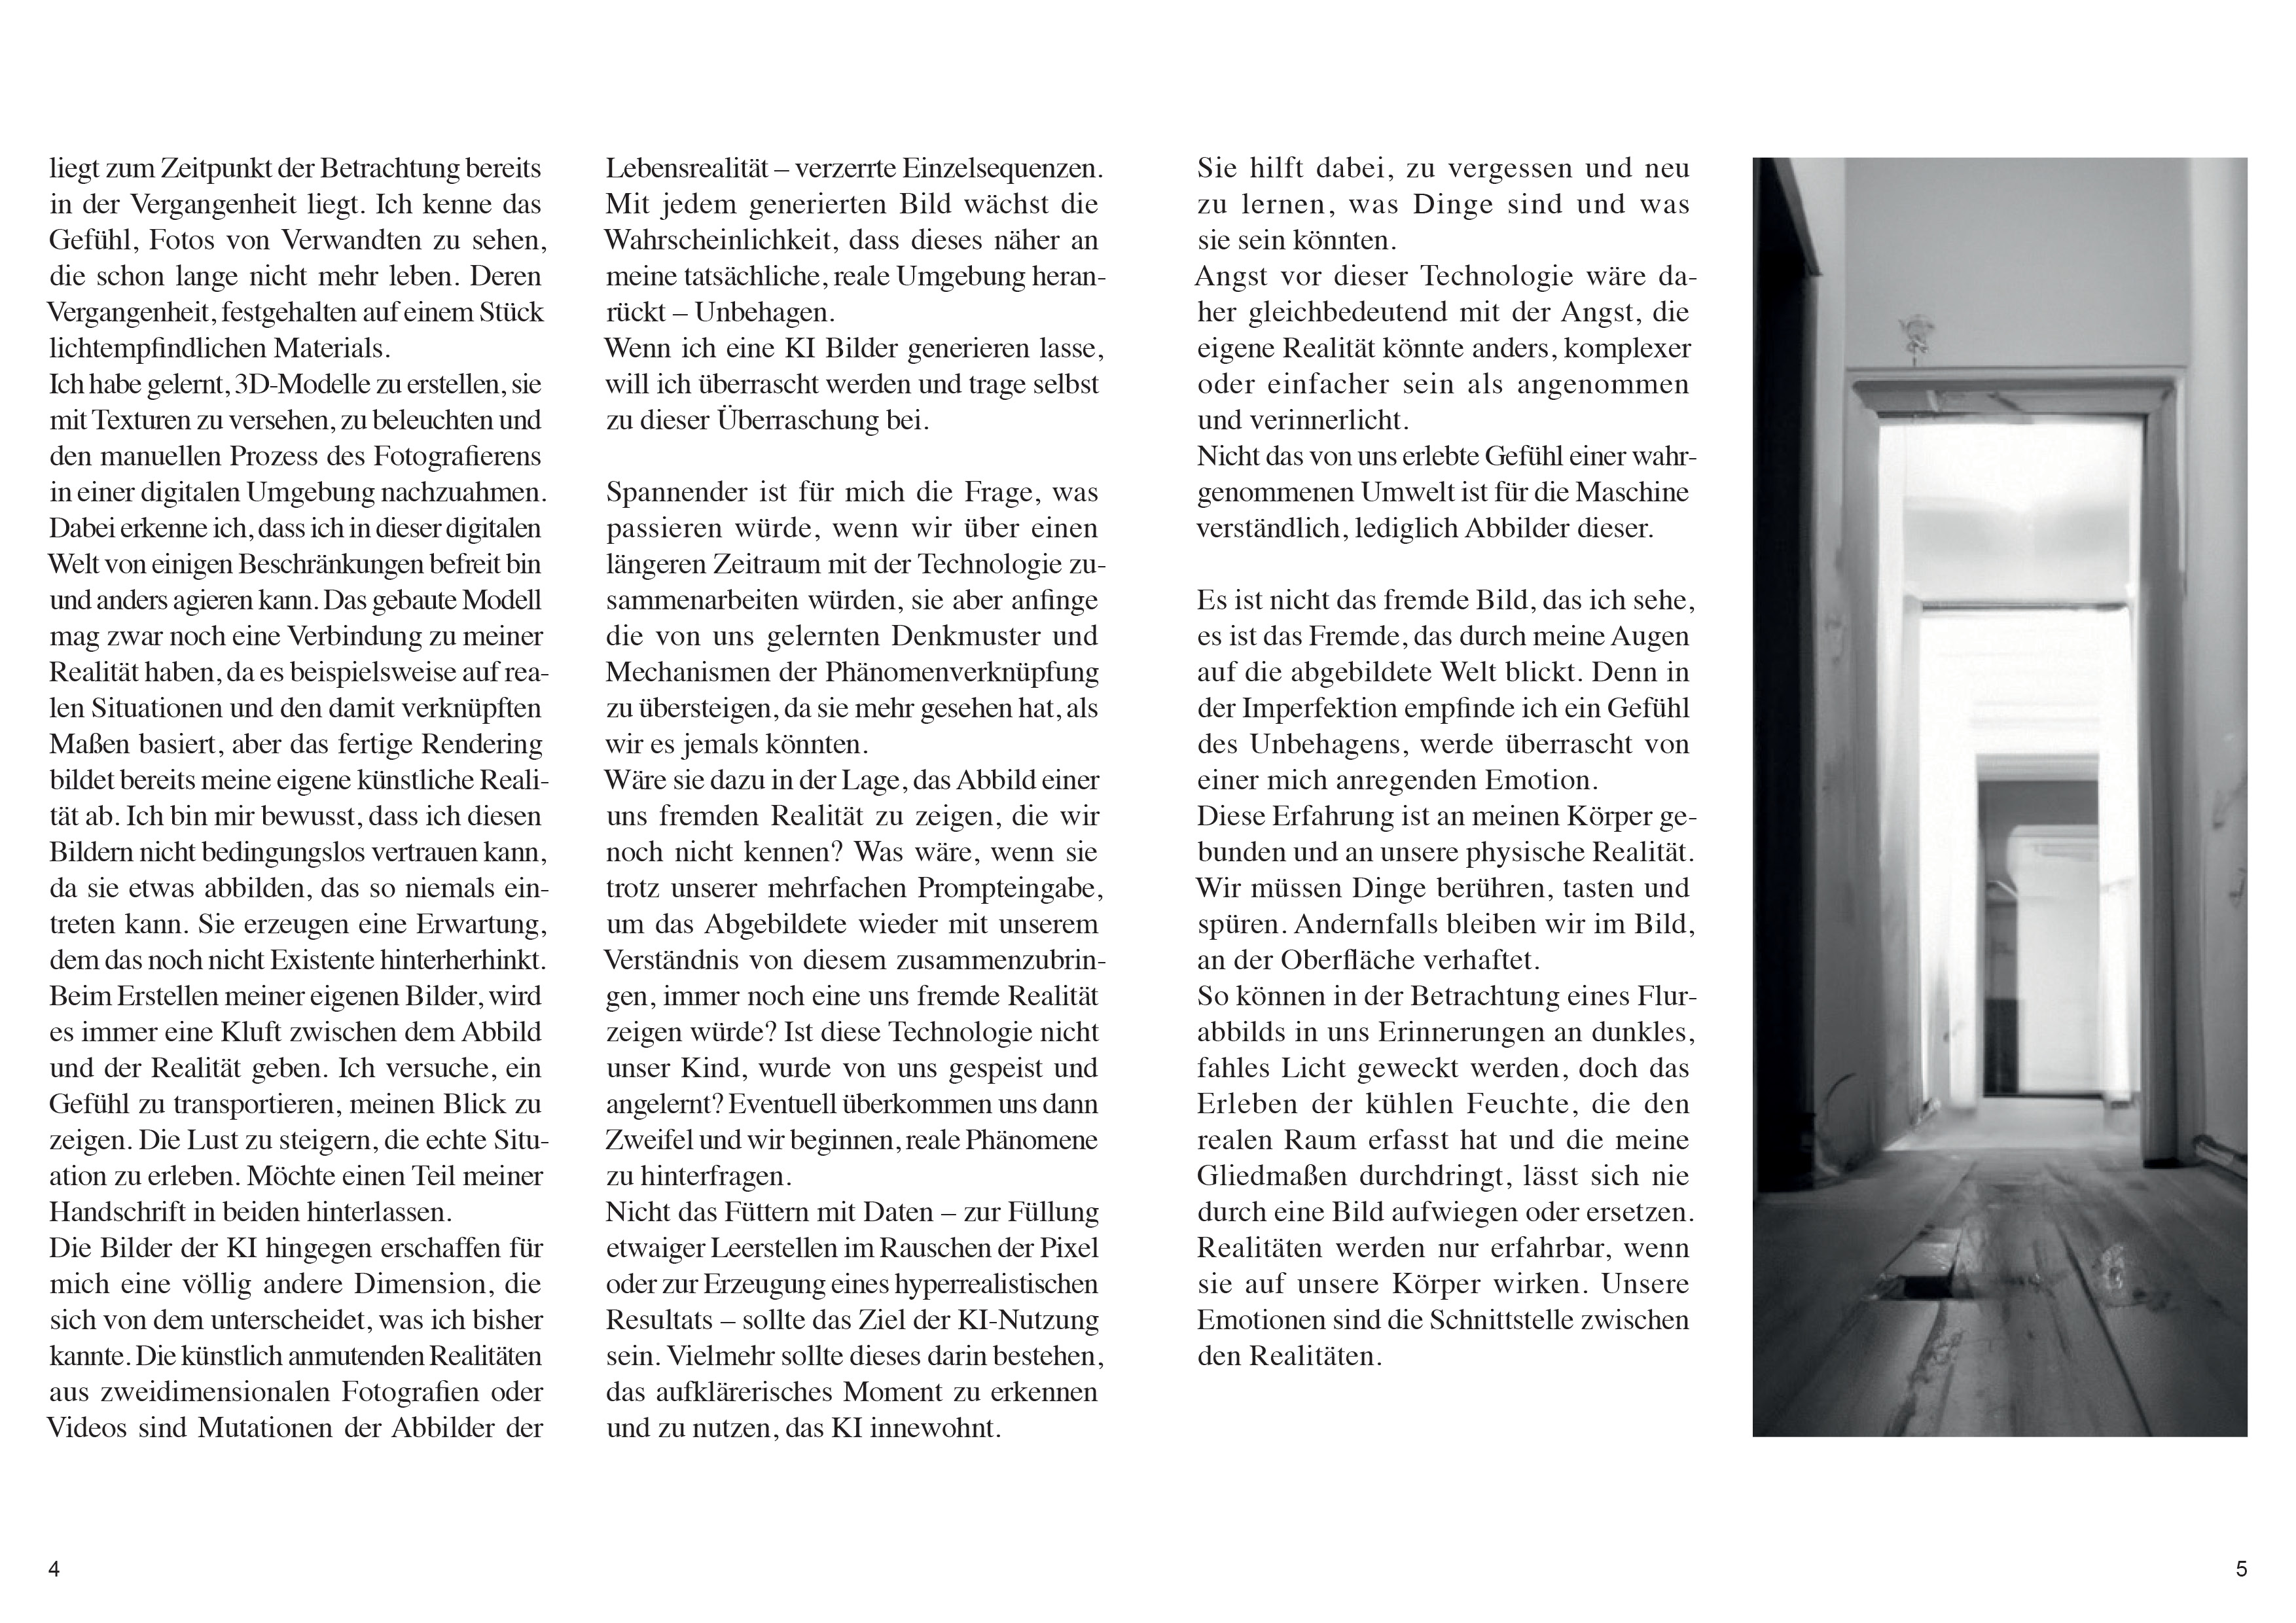 liegt zum Zeitpunkt der Betrachtung bereits
in der Vergangenheit liegt. Ich kenne das
Gefühl, Fotos von Verwandten zu sehen,
die schon lange nicht mehr leben. Deren
Vergangenheit, festgehalten auf einem Stück
lichtempfindlichen Materials.
Ich habe gelernt, 3D-Modelle zu erstellen, sie
mit Texturen zu versehen, zu beleuchten und
den manuellen Prozess des Fotografierens
in einer digitalen Umgebung nachzuahmen.
Dabei erkenne ich, dass ich in dieser digitalen
Welt von einigen Beschränkungen befreit bin
und anders agieren kann. Das gebaute Modell
mag zwar noch eine Verbindung zu meiner
Realität haben, da es beispielsweise auf rea-
len Situationen und den damit verknüpften
Maßen basiert, aber das fertige Rendering
bildet bereits meine eigene künstliche Reali-
tät ab. Ich bin mir bewusst, dass ich diesen
Bildern nicht bedingungslos vertrauen kann,
da sie etwas abbilden, das so niemals ein-
treten kann. Sie erzeugen eine Erwartung,
dem das noch nicht Existente hinterherhinkt.
Beim Erstellen meiner eigenen Bilder, wird
es immer eine Kluft zwischen dem Abbild
und der Realität geben. Ich versuche, ein
Gefühl zu transportieren, meinen Blick zu
zeigen. Die Lust zu steigern, die echte Situ-
ation zu erleben. Möchte einen Teil meiner
Handschrift in beiden hinterlassen.
Die Bilder der KI hingegen erschaffen für
mich eine völlig andere Dimension, die
sich von dem unterscheidet, was ich bisher
kannte. Die künstlich anmutenden Realitäten
aus zweidimensionalen Fotografien oder
Videos sind Mutationen der Abbilder der
Lebensrealität – verzerrte Einzelsequenzen.
Mit jedem generierten Bild wächst die
Wahrscheinlichkeit, dass dieses näher an
meine tatsächliche, reale Umgebung heran-
rückt – Unbehagen.
Wenn ich eine KI Bilder generieren lasse,
will ich überrascht werden und trage selbst
zu dieser Überraschung bei.
Spannender ist für mich die Frage, was
passieren würde, wenn wir über einen
längeren Zeitraum mit der Technologie zu-
sammenarbeiten würden, sie aber anfinge
die von uns gelernten Denkmuster und
Mechanismen der Phänomenverknüpfung
zu übersteigen, da sie mehr gesehen hat, als
wir es jemals könnten.
Wäre sie dazu in der Lage, das Abbild einer
uns fremden Realität zu zeigen, die wir
noch nicht kennen? Was wäre, wenn sie
trotz unserer mehrfachen Prompteingabe,
um das Abgebildete wieder mit unserem
Verständnis von diesem zusammenzubrin-
gen, immer noch eine uns fremde Realität
zeigen würde? Ist diese Technologie nicht
unser Kind, wurde von uns gespeist und
angelernt? Eventuell überkommen uns dann
Zweifel und wir beginnen, reale Phänomene
zu hinterfragen.
Nicht das Füttern mit Daten – zur Füllung
etwaiger Leerstellen im Rauschen der Pixel
oder zur Erzeugung eines hyperrealistischen
Resultats – sollte das Ziel der KI-Nutzung
sein. Vielmehr sollte dieses darin bestehen,
das aufklärerisches Moment zu erkennen
und zu nutzen, das KI innewohnt.
Sie hilft dabei, zu vergessen und neu
zu lernen, was Dinge sind und was
sie sein könnten.
Angst vor dieser Technologie wäre da-
her gleichbedeutend mit der Angst, die
eigene Realität könnte anders, komplexer
oder einfacher sein als angenommen
und verinnerlicht.
Nicht das von uns erlebte Gefühl einer wahr-
genommenen Umwelt ist für die Maschine
verständlich, lediglich Abbilder dieser.
Es ist nicht das fremde Bild, das ich sehe,
es ist das Fremde, das durch meine Augen
auf die abgebildete Welt blickt. Denn in
der Imperfektion empfinde ich ein Gefühl
des Unbehagens, werde überrascht von
einer mich anregenden Emotion.
Diese Erfahrung ist an meinen Körper ge-
bunden und an unsere physische Realität.
Wir müssen Dinge berühren, tasten und
spüren. Andernfalls bleiben wir im Bild,
an der Oberfläche verhaftet.
So können in der Betrachtung eines Flur-
abbilds in uns Erinnerungen an dunkles,
fahles Licht geweckt werden, doch das
Erleben der kühlen Feuchte, die den
realen Raum erfasst hat und die meine
Gliedmaßen durchdringt, lässt sich nie
durch eine Bild aufwiegen oder ersetzen.
Realitäten werden nur erfahrbar, wenn
sie auf unsere Körper wirken. Unsere
Emotionen sind die Schnittstelle zwischen
den Realitäten.
4
5